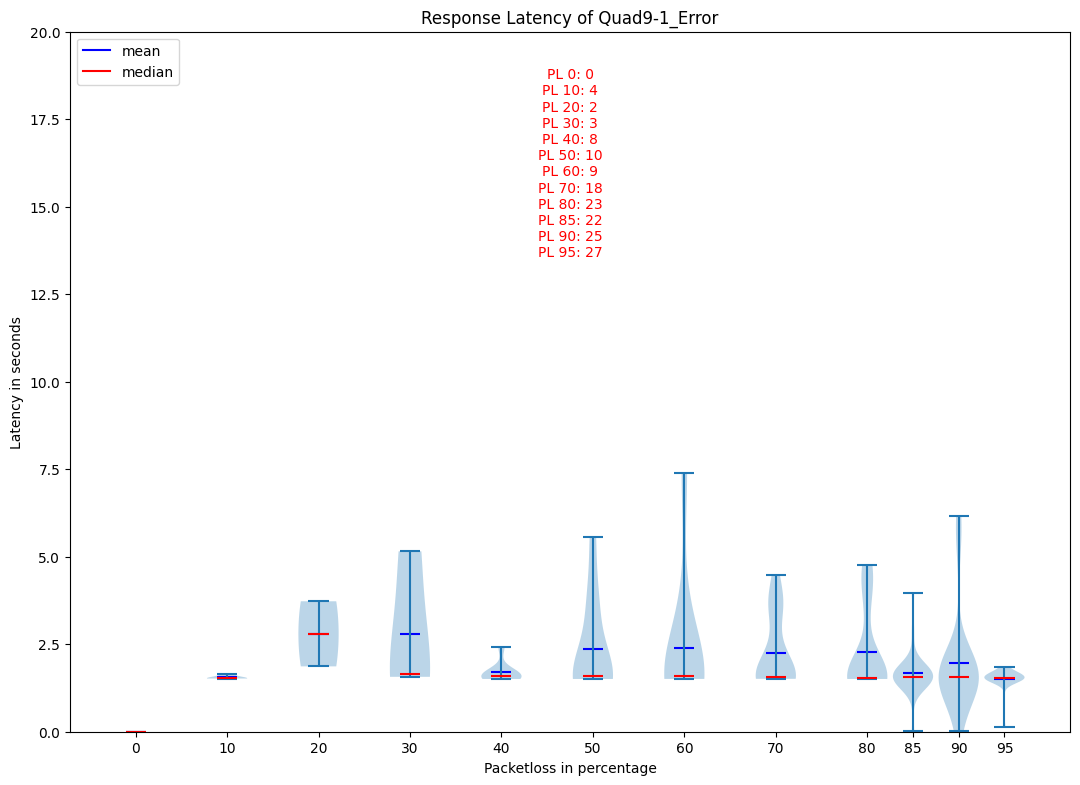 Response Latency of Quad9-1_Error
mean
median
PL 0: 0
PL 10: 4
PL 20: 2
PL 30: 3
PL 40: 8
PL 50: 10
PL 60: 9
PL 70: 18
PL 80: 23
PL 85: 22
PL 90: 25
PL 95: 27
Latency in seconds
20.0
17.5
15.0
12.5
10.0
7.5
5.0
2.5
0.0
0 10 20 30 40 50 60 70 80 85 90 95
Packetloss in percentage